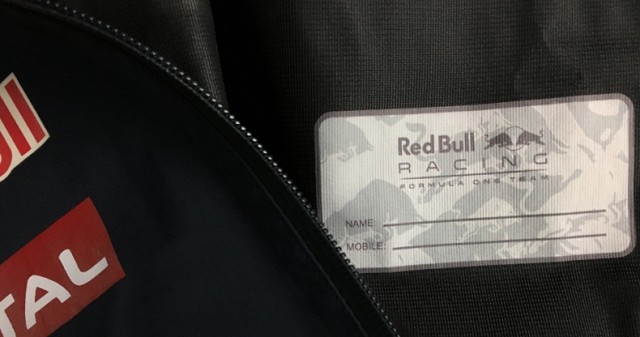 ull
TAL
Red Bull
RACING
FORMULA ONE TEAM
NAME:
MOBILE: